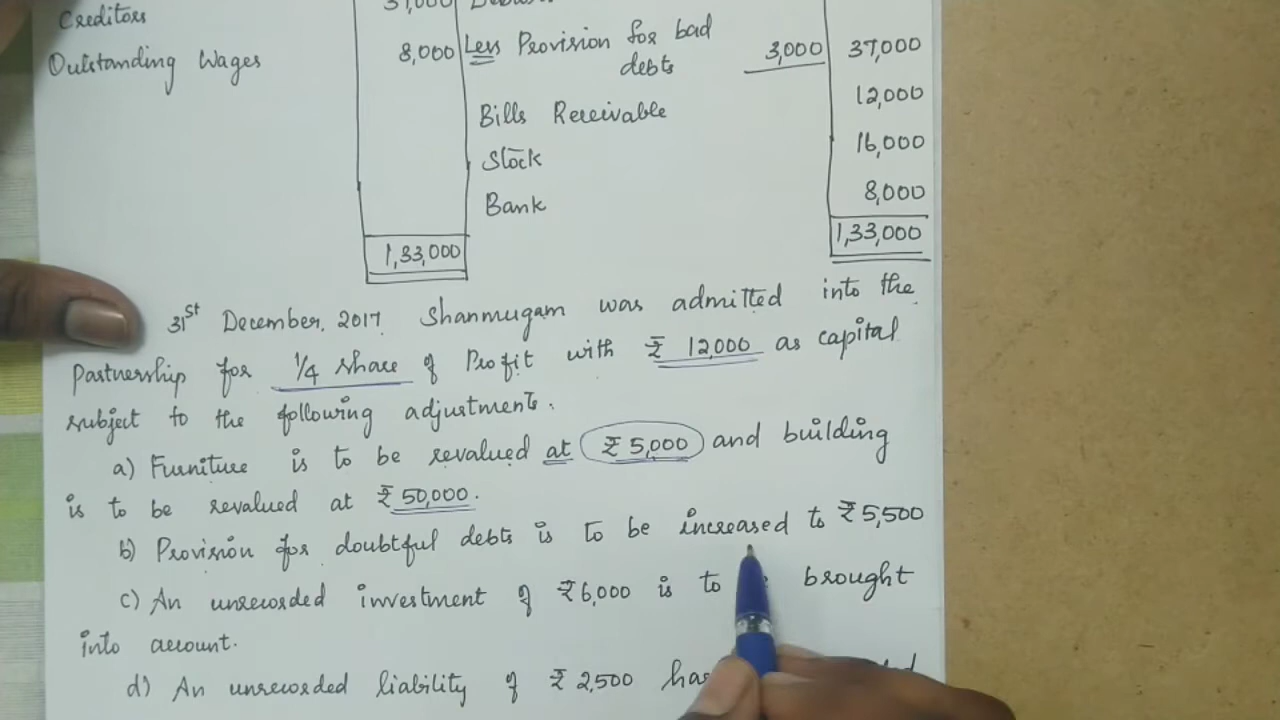 Creditors
Outstanding Wages 8,000 Less Provision for bad debts 3,000 37,000
Bills Receivable 12,000
Stock 16,000
Bank 8,000
1,33,000 1,33,000
31st December, 2017 Shanmugam was admitted into the
Partnership for 1/4 share of Profit with ₹ 12,000 as capital
subject to the following adjustments.
a) Furniture is to be revalued at ₹ 5,000 and building
is to be revalued at ₹ 50,000.
b) Provision for doubtful debts is to be increased to ₹ 5,500
c) An unrecorded investment of ₹ 6,000 is to brought
into account.
d) An unrecorded liability of ₹ 2,500